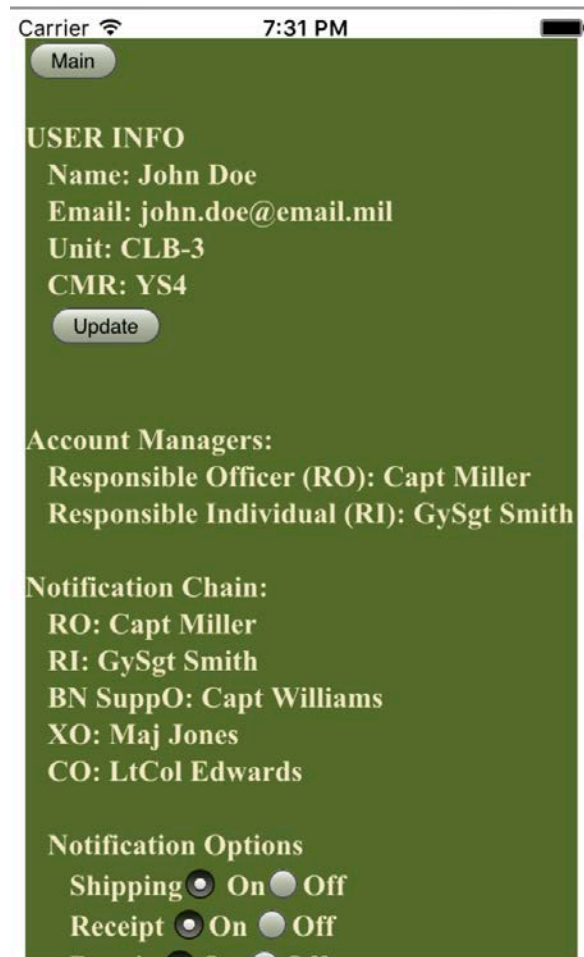 Carrier 7:31 PM
Main
USER INFO
Name: John Doe
Email: john.doe@email.mil
Unit: CLB-3
CMR: YS4
Update
Account Managers:
Responsible Officer (RO): Capt Miller
Responsible Individual (RI): GySgt Smith
Notification Chain:
RO: Capt Miller
RI: GySgt Smith
BN SuppO: Capt Williams
XO: Maj Jones
CO: LtCol Edwards
Notification Options
Shipping On Off
Receipt On Off